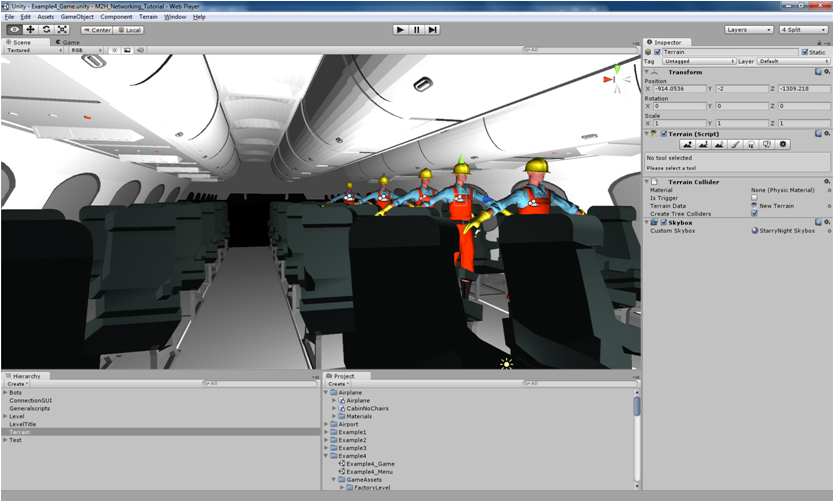 Unity - Example4_Game.unity - M2H_Networking_Tutorial - Web Player
File Edit Assets GameObject Component Terrain Window Help
Center Local
Layers
4 Split
Scene Game
Textured RGB All
Inspector
Terrain Static
Tag Untagged Layer Default
Transform
Position
X -914.0536 Y -2 Z -1309.218
Rotation
X 0 Y 0 Z 0
Scale
X 1 Y 1 Z 1
Terrain (Script)
No tool selected
Please select a tool
Terrain Collider
Material None (Physic Material)
Is Trigger
Terrain Data New Terrain
Create Tree Colliders
Skybox
Custom Skybox StarryNight Skybox
Hierarchy
Create All
Bots
ConnectionGUI
Generalscripts
Level
LevelTitle
Terrain
Test
Project
Create All
Airplane
Airplane
CabinNoChairs
Materials
Airport
Example1
Example2
Example3
Example4
Example4_Game
Example4_Menu
GameAssets
FactoryLevel